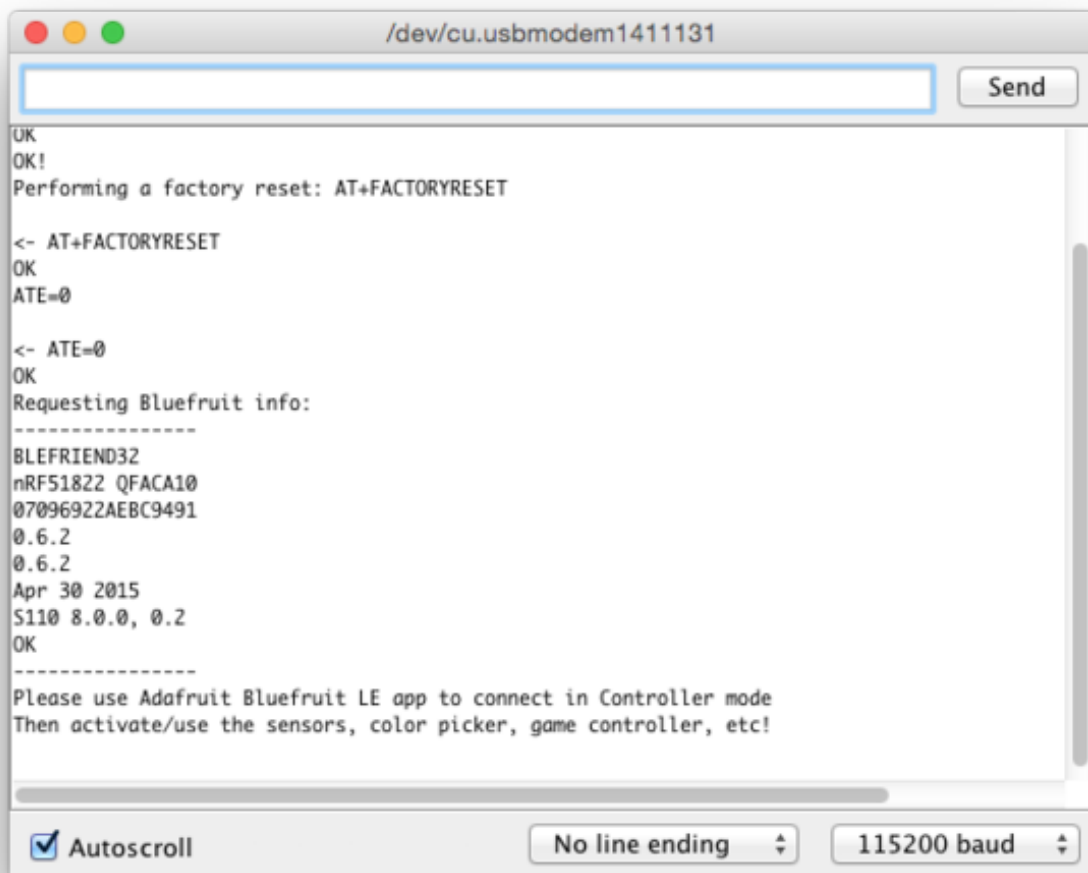 /dev/cu.usbmodem1411131
Send
OK
OK!
Performing a factory reset: AT+FACTORYRESET
<- AT+FACTORYRESET
OK
ATE=0
<- ATE=0
OK
Requesting Bluefruit info:
----------------
BLEFRIEND32
nRF51822 QFACA10
07096922AEBC9491
0.6.2
0.6.2
Apr 30 2015
S110 8.0.0, 0.2
OK
----------------
Please use Adafruit Bluefruit LE app to connect in Controller mode
Then activate/use the sensors, color picker, game controller, etc!
Autoscroll
No line ending
115200 baud